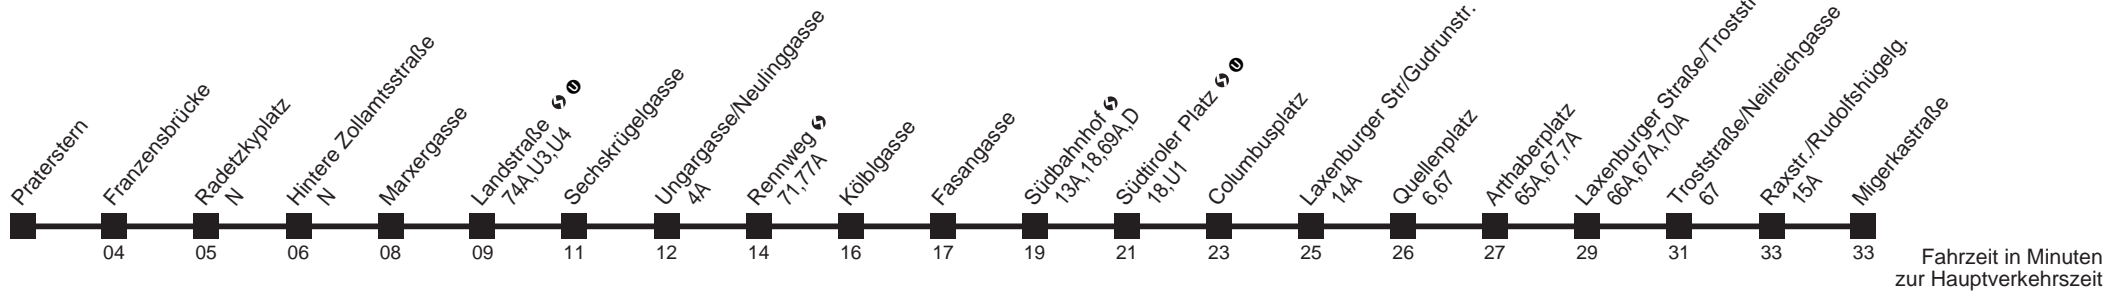 Praterstern
Franzensbrücke
04
Radetzkyplatz
N
05
Hintere Zollamtsstraße
N
06
Marxergasse
08
Landstraße S U
74A,U3,U4
09
Sechskrügelgasse
11
Ungargasse/Neulinggasse
4A
12
Rennweg S
71,77A
14
Kölblgasse
16
Fasangasse
17
Südbahnhof S
13A,18,69A,D
19
Südtiroler Platz S U
18,U1
21
Columbusplatz
23
Laxenburger Str/Gudrunstr.
14A
25
Quellenplatz
6,67
26
Arthaberplatz
65A,67,7A
27
Laxenburger Straße/Troststr
66A,67A,70A
29
Troststraße/Neilreichgasse
67
31
Raxstr./Rudolfshügelg.
15A
33
Migerkastraße
33
Fahrzeit in Minuten
zur Hauptverkehrszeit